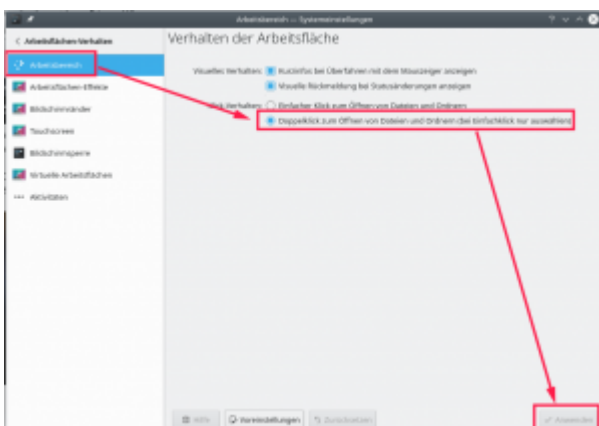 Arbeitsbereich — Systemeinstellungen
< Arbeitsflächen-Verhalten
Verhalten der Arbeitsfläche
Arbeitsbereich
Arbeitsflächen-Effekte
Bildschirmränder
Touchscreen
Bildschirmsperre
Virtuelle Arbeitsflächen
Aktivitäten
Visuelles Verhalten: Kurzinfos bei Überfahren mit dem Mauszeiger anzeigen
Visuelle Rückmeldung bei Statusänderungen anzeigen
Klick-Verhalten: Einfacher Klick zum Öffnen von Dateien und Ordnern
Doppelklick zum Öffnen von Dateien und Ordnern (bei Einfachklick nur auswählen)
Hilfe
Voreinstellungen
Zurücksetzen
Anwenden